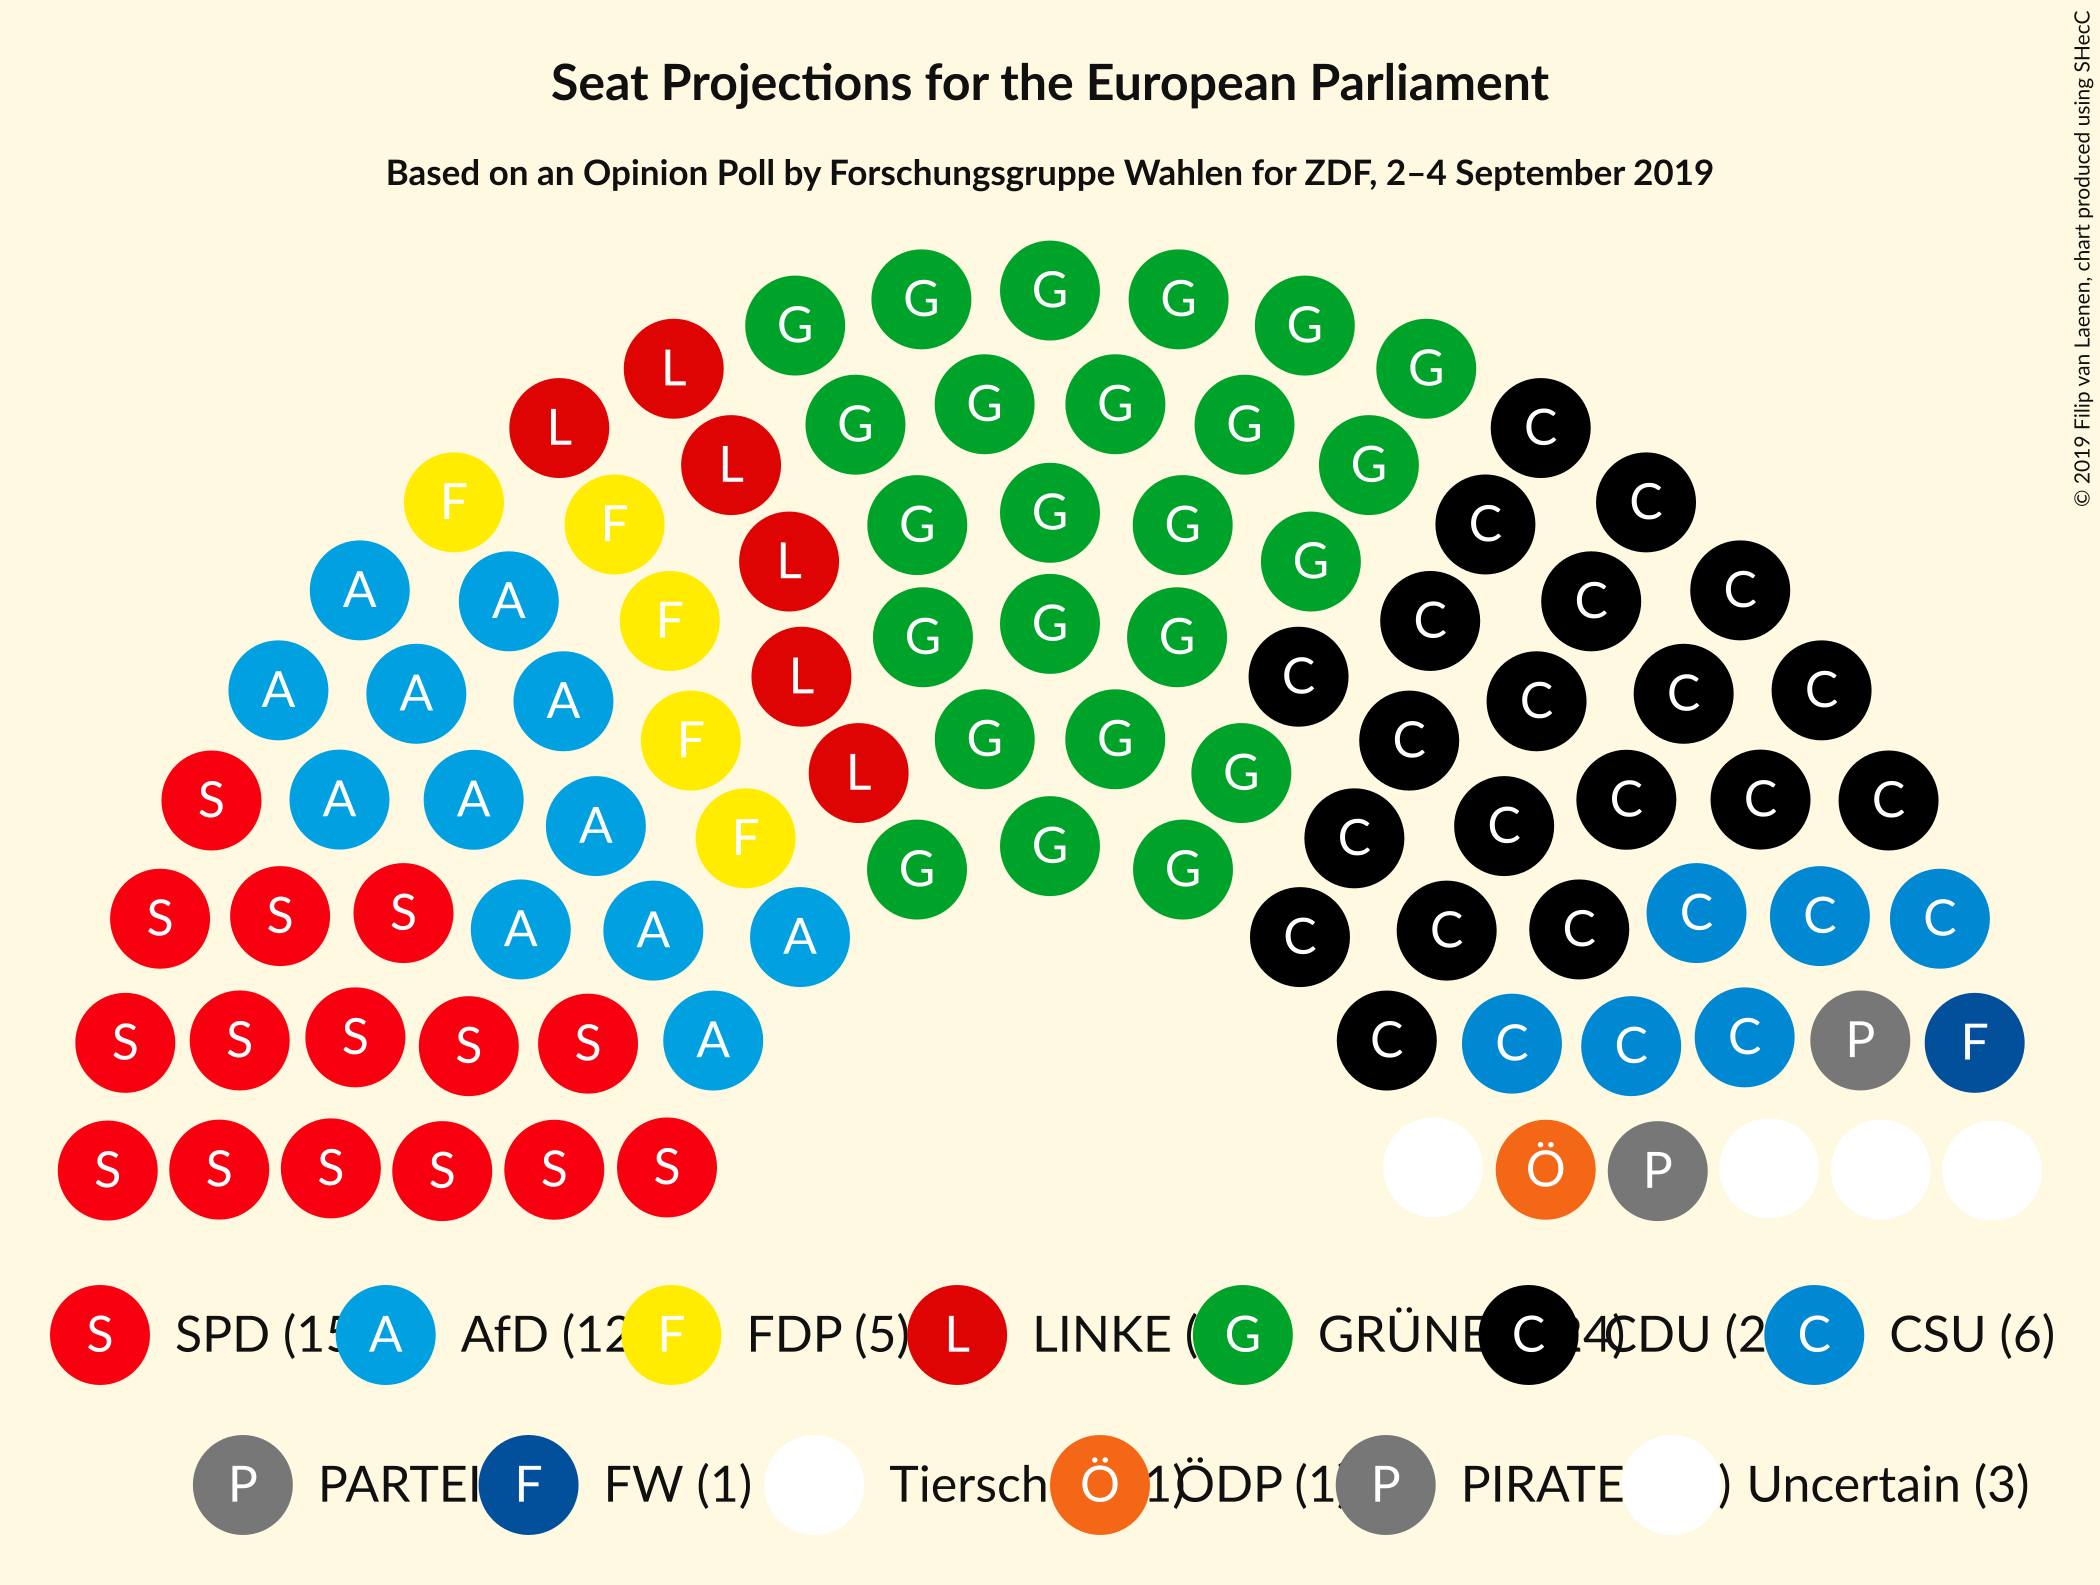 Seat Projections for the European Parliament
Based on an Opinion Poll by Forschungsgruppe Wahlen for ZDF, 2–4 September 2019
© 2019 Filip van Laenen, chart produced using SHecC
G G G G G
L G
G G G G
L C
L G
F C
G G G
F C
L G
A C
A C
G G G
F C
L C
A C
A C
A C
F C
G G
L G
S C
A C
A C
A C
F C
G G G
S C
S C
S C
A C
A C
A C
S C
S C
S C
S C
S C
A C
P F
S S S S S S
Ö P
S SPD (15 A AfD (12 F FDP (5) L LINKE ( G GRÜNE C 4) CDU (2 C CSU (6)
P PARTEI F FW (1) Tiersch Ö 1) ÖDP (1 P PIRATE ) Uncertain (3)